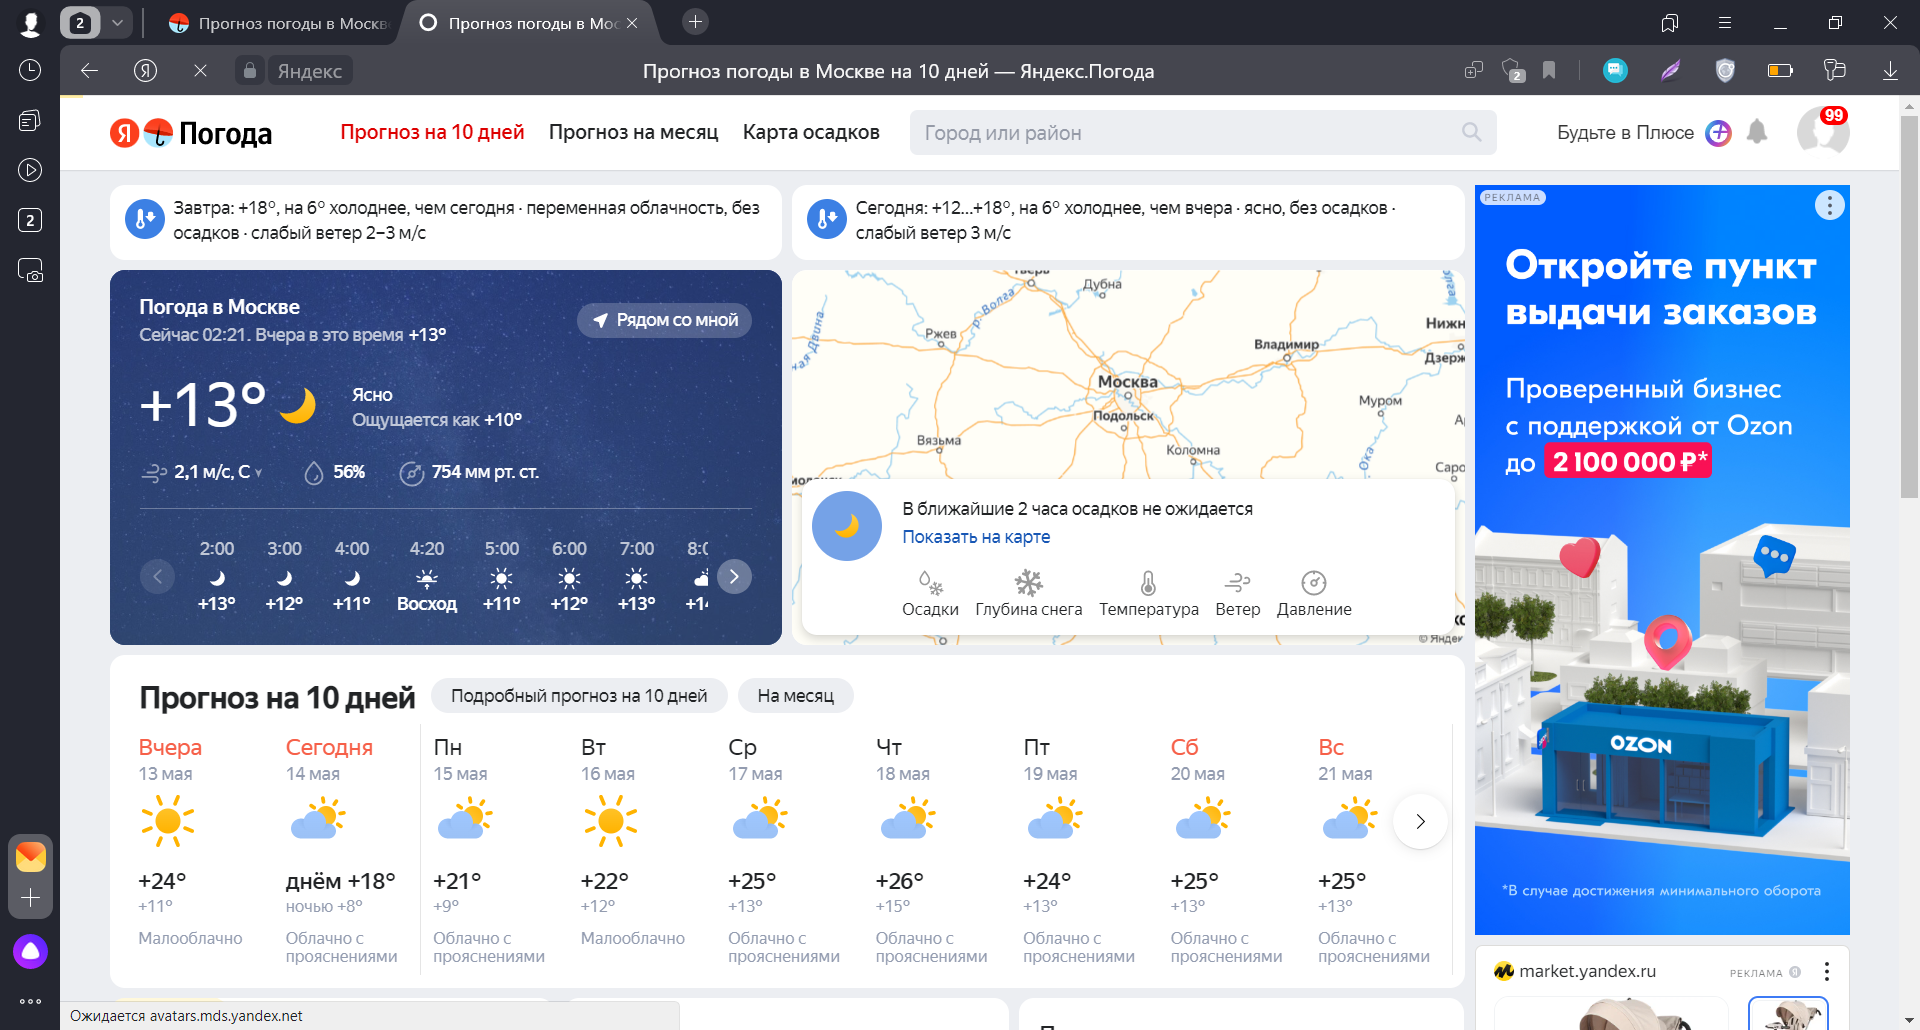 2
Прогноз погоды в Москв
Прогноз погоды в Мос
Яндекс
Прогноз погоды в Москве на 10 дней — Яндекс.Погода
2
2
Я Погода
Прогноз на 10 дней
Прогноз на месяц
Карта осадков
Город или район
Будьте в Плюсе
99
Завтра: +18°, на 6° холоднее, чем сегодня · переменная облачность, без
осадков · слабый ветер 2–3 м/с
Сегодня: +12...+18°, на 6° холоднее, чем вчера · ясно, без осадков ·
слабый ветер 3 м/с
Погода в Москве
Сейчас 02:21. Вчера в это время +13°
Рядом со мной
+13°
Ясно
Ощущается как +10°
2,1 м/с, С
56%
754 мм рт. ст.
2:00 3:00 4:00 4:20 5:00 6:00 7:00 8:0
+13° +12° +11° Восход +11° +12° +13° +14
Тверь
Дубна
р. Волга
Ржев
Владимир
Нижн
Дзерж
Москва
Муром
Подольск
Вязьма
Коломна
Ока
Саро
В ближайшие 2 часа осадков не ожидается
Показать на карте
Осадки Глубина снега Температура Ветер Давление
© Яндек
Прогноз на 10 дней
Подробный прогноз на 10 дней
На месяц
Вчера Сегодня Пн Вт Ср Чт Пт Сб Вс
13 мая 14 мая 15 мая 16 мая 17 мая 18 мая 19 мая 20 мая 21 мая
+24° днём +18° +21° +22° +25° +26° +24° +25° +25°
+11° ночью +8° +9° +12° +13° +15° +13° +13° +13°
Малооблачно Облачно с Облачно с Малооблачно Облачно с Облачно с Облачно с Облачно с Облачно с
прояснениями прояснениями прояснениями прояснениями прояснениями прояснениями прояснениями
РЕКЛАМА
Откройте пункт
выдачи заказов
Проверенный бизнес
с поддержкой от Ozon
до 2 100 000 ₽*
OZON
*В случае достижения минимального оборота
market.yandex.ru
РЕКЛАМА
Ожидается avatars.mds.yandex.net